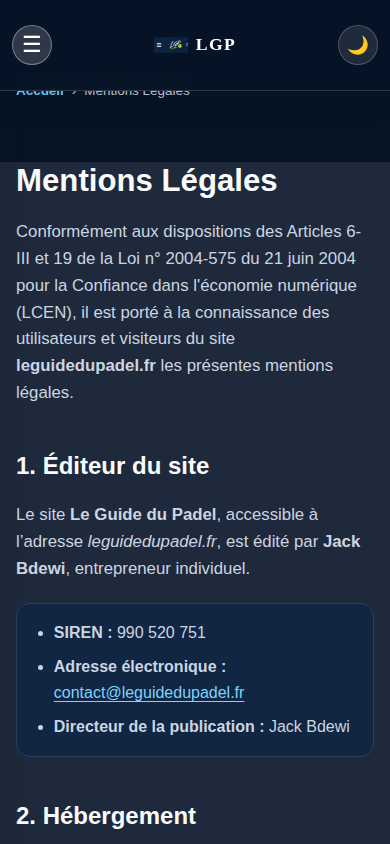 ☰
LGP
🌙
Accueil › Mentions Légales
Mentions Légales
Conformément aux dispositions des Articles 6-
III et 19 de la Loi n° 2004-575 du 21 juin 2004
pour la Confiance dans l'économie numérique
(LCEN), il est porté à la connaissance des
utilisateurs et visiteurs du site
leguidedupadel.fr les présentes mentions
légales.
1. Éditeur du site
Le site Le Guide du Padel, accessible à
l'adresse leguidedupadel.fr, est édité par Jack
Bdewi, entrepreneur individuel.
• SIREN : 990 520 751
• Adresse électronique :
contact@leguidedupadel.fr
• Directeur de la publication : Jack Bdewi
2. Hébergement